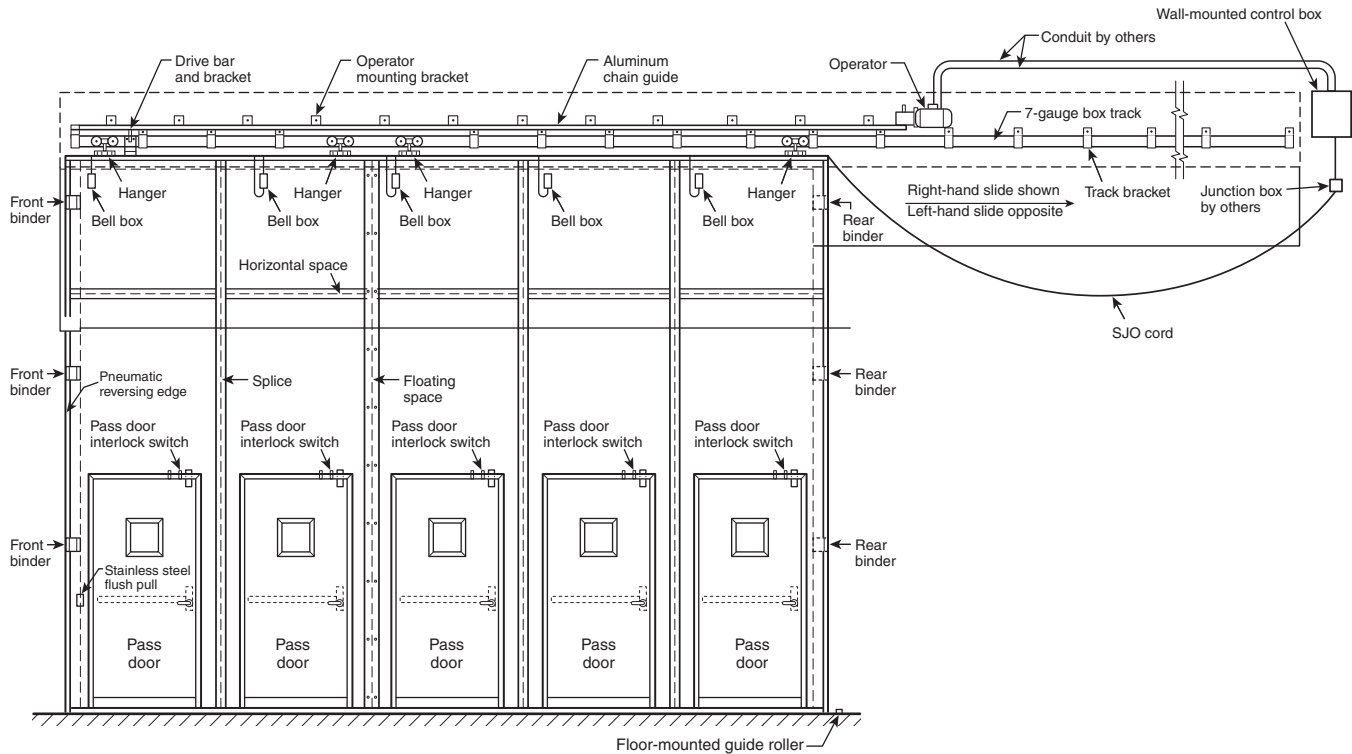 Wall-mounted control box
Conduit by others
Drive bar
and bracket
Operator
mounting bracket
Aluminum
chain guide
Operator
7-gauge box track
Hanger
Hanger
Hanger
Hanger
Right-hand slide shown
Left-hand slide opposite
Track bracket
Junction box
by others
Front
binder
Bell box
Bell box
Bell box
Bell box
Bell box
Rear
binder
Horizontal space
SJO cord
Front
binder
Pneumatic
reversing edge
Splice
Floating
space
Rear
binder
Pass door
interlock switch
Pass door
interlock switch
Pass door
interlock switch
Pass door
interlock switch
Pass door
interlock switch
Front
binder
Rear
binder
Stainless steel
flush pull
Pass
door
Pass
door
Pass
door
Pass
door
Pass
door
Floor-mounted guide roller